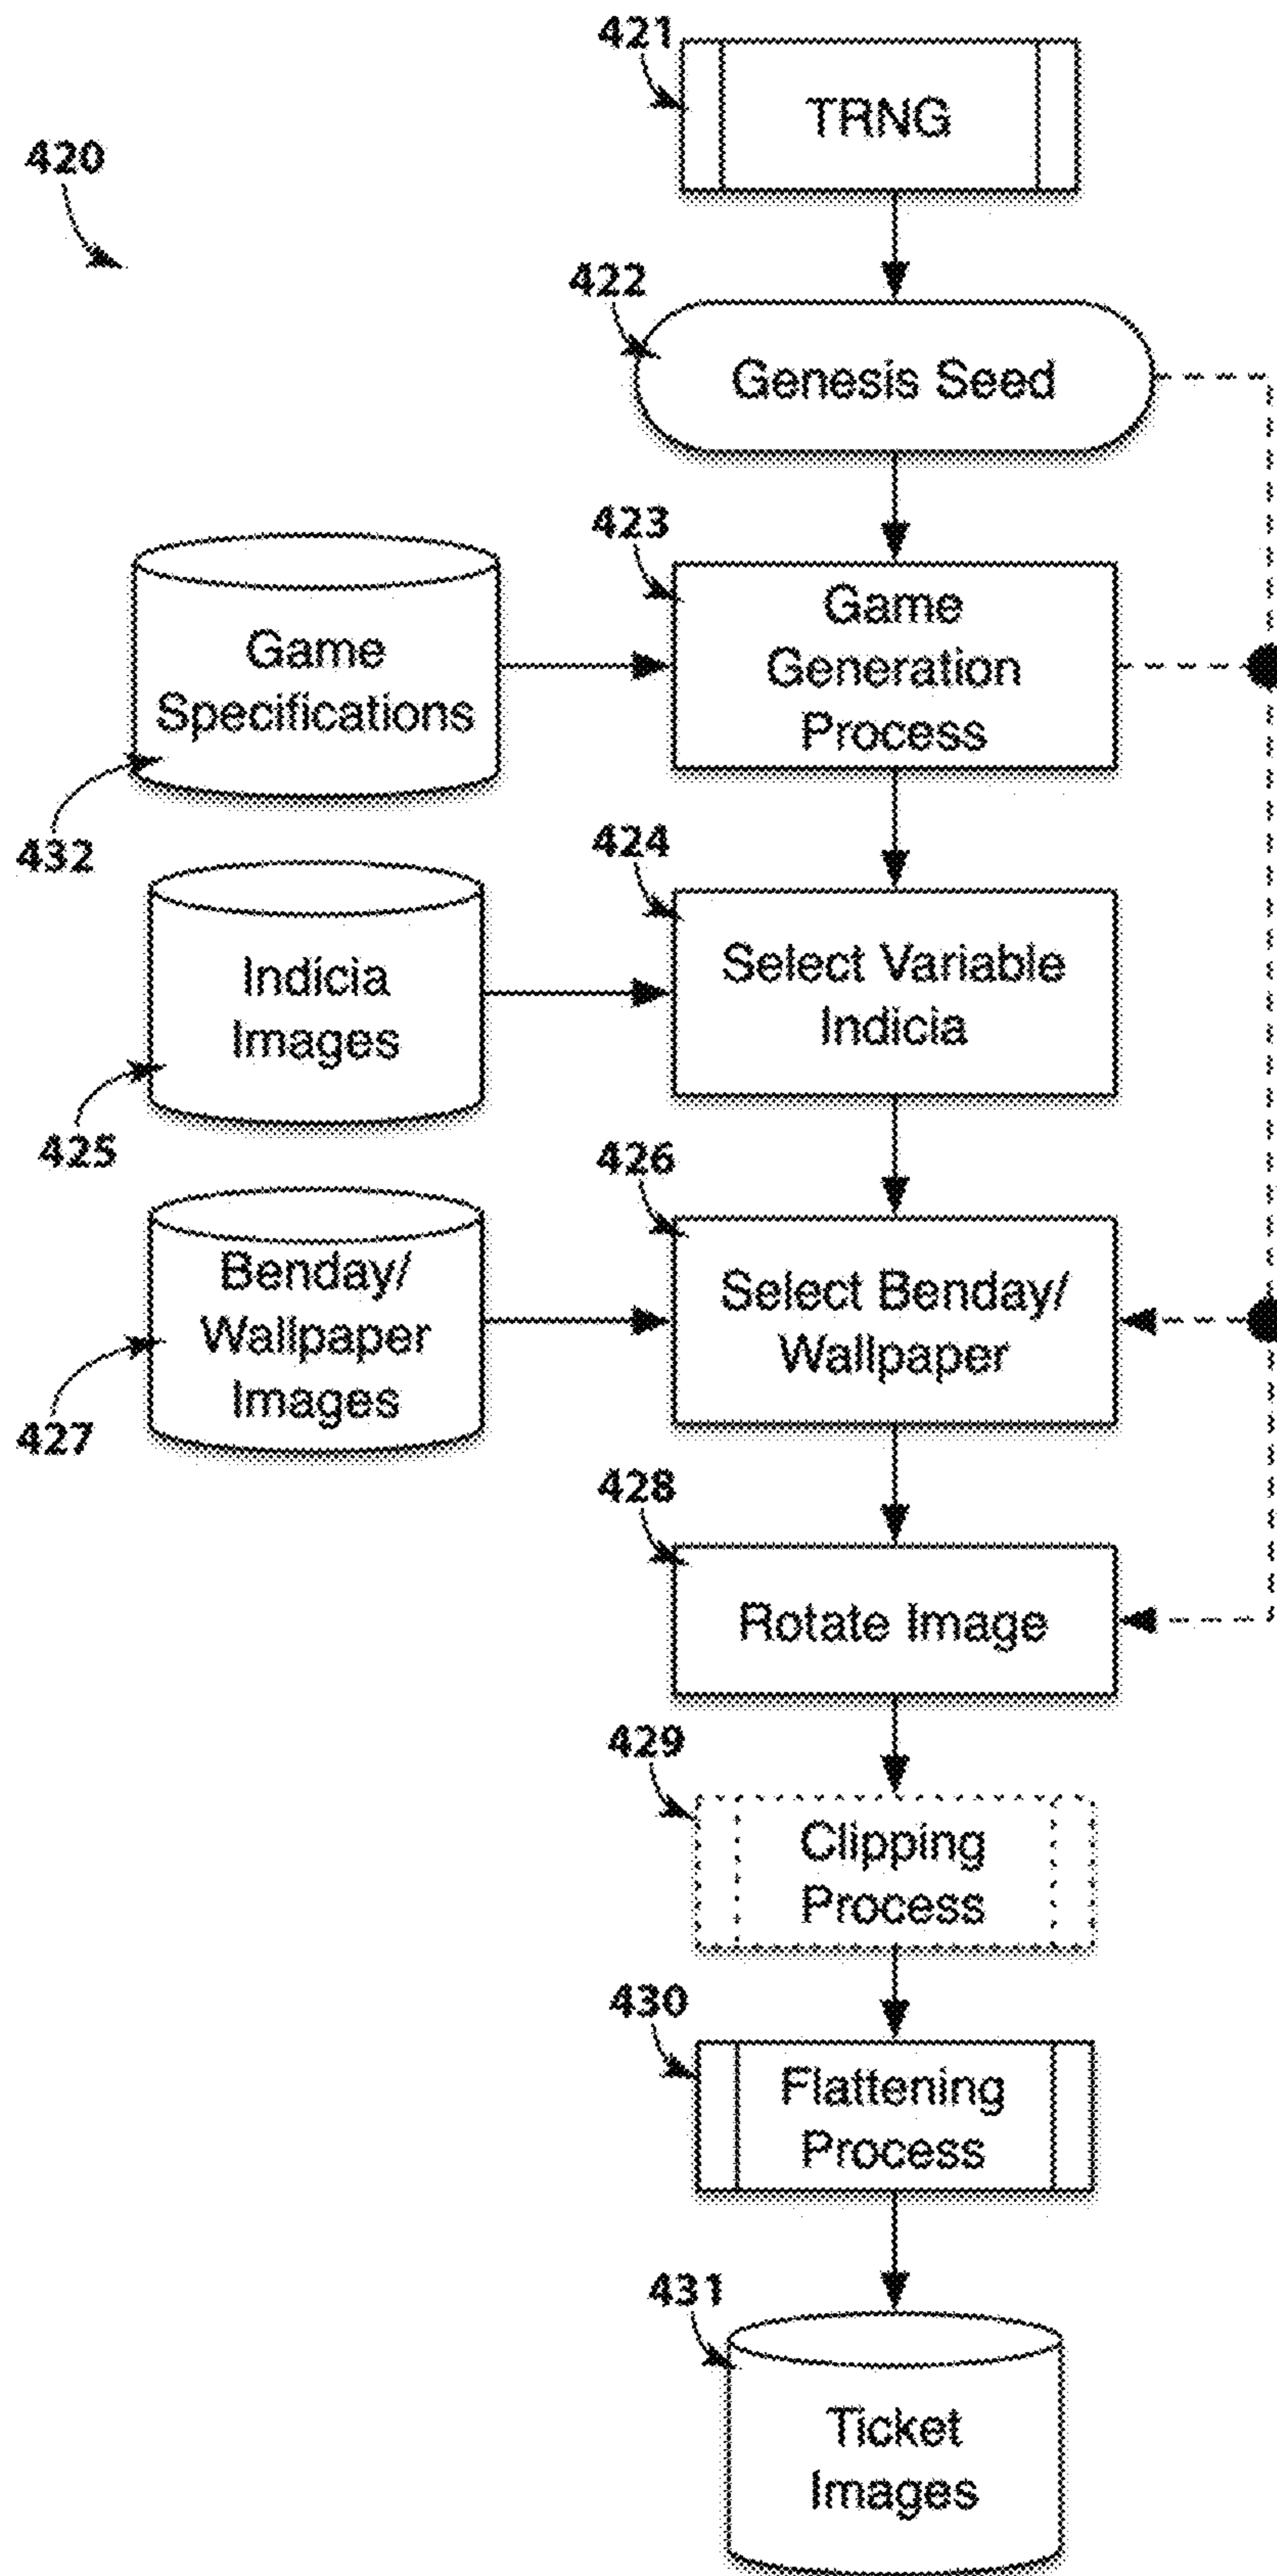 421
TRNG
420
422
Genesis Seed
423
Game
Generation
Process
Game
Specifications
432
424
Select Variable
Indicia
Indicia
Images
425
426
Select Benday/
Wallpaper
Benday/
Wallpaper
Images
427
428
Rotate Image
429
Clipping
Process
430
Flattening
Process
431
Ticket
Images